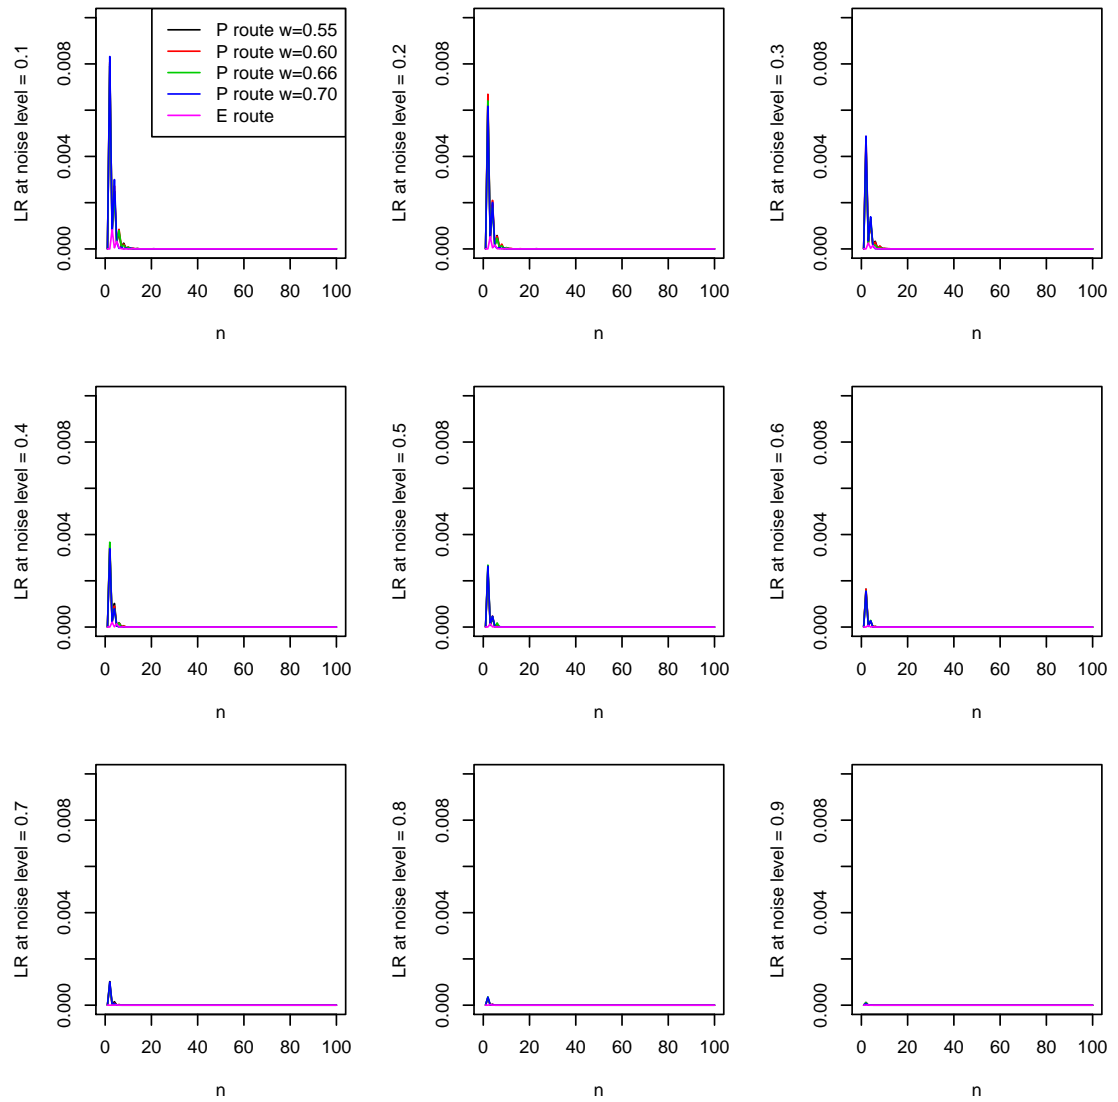 LR at noise level = 0.1
0.000 0.004 0.008
P route w=0.55
P route w=0.60
P route w=0.66
P route w=0.70
E route
0 20 40 60 80 100
n
LR at noise level = 0.2
0.000 0.004 0.008
0 20 40 60 80 100
n
LR at noise level = 0.3
0.000 0.004 0.008
0 20 40 60 80 100
n
LR at noise level = 0.4
0.000 0.004 0.008
0 20 40 60 80 100
n
LR at noise level = 0.5
0.000 0.004 0.008
0 20 40 60 80 100
n
LR at noise level = 0.6
0.000 0.004 0.008
0 20 40 60 80 100
n
LR at noise level = 0.7
0.000 0.004 0.008
0 20 40 60 80 100
n
LR at noise level = 0.8
0.000 0.004 0.008
0 20 40 60 80 100
n
LR at noise level = 0.9
0.000 0.004 0.008
0 20 40 60 80 100
n